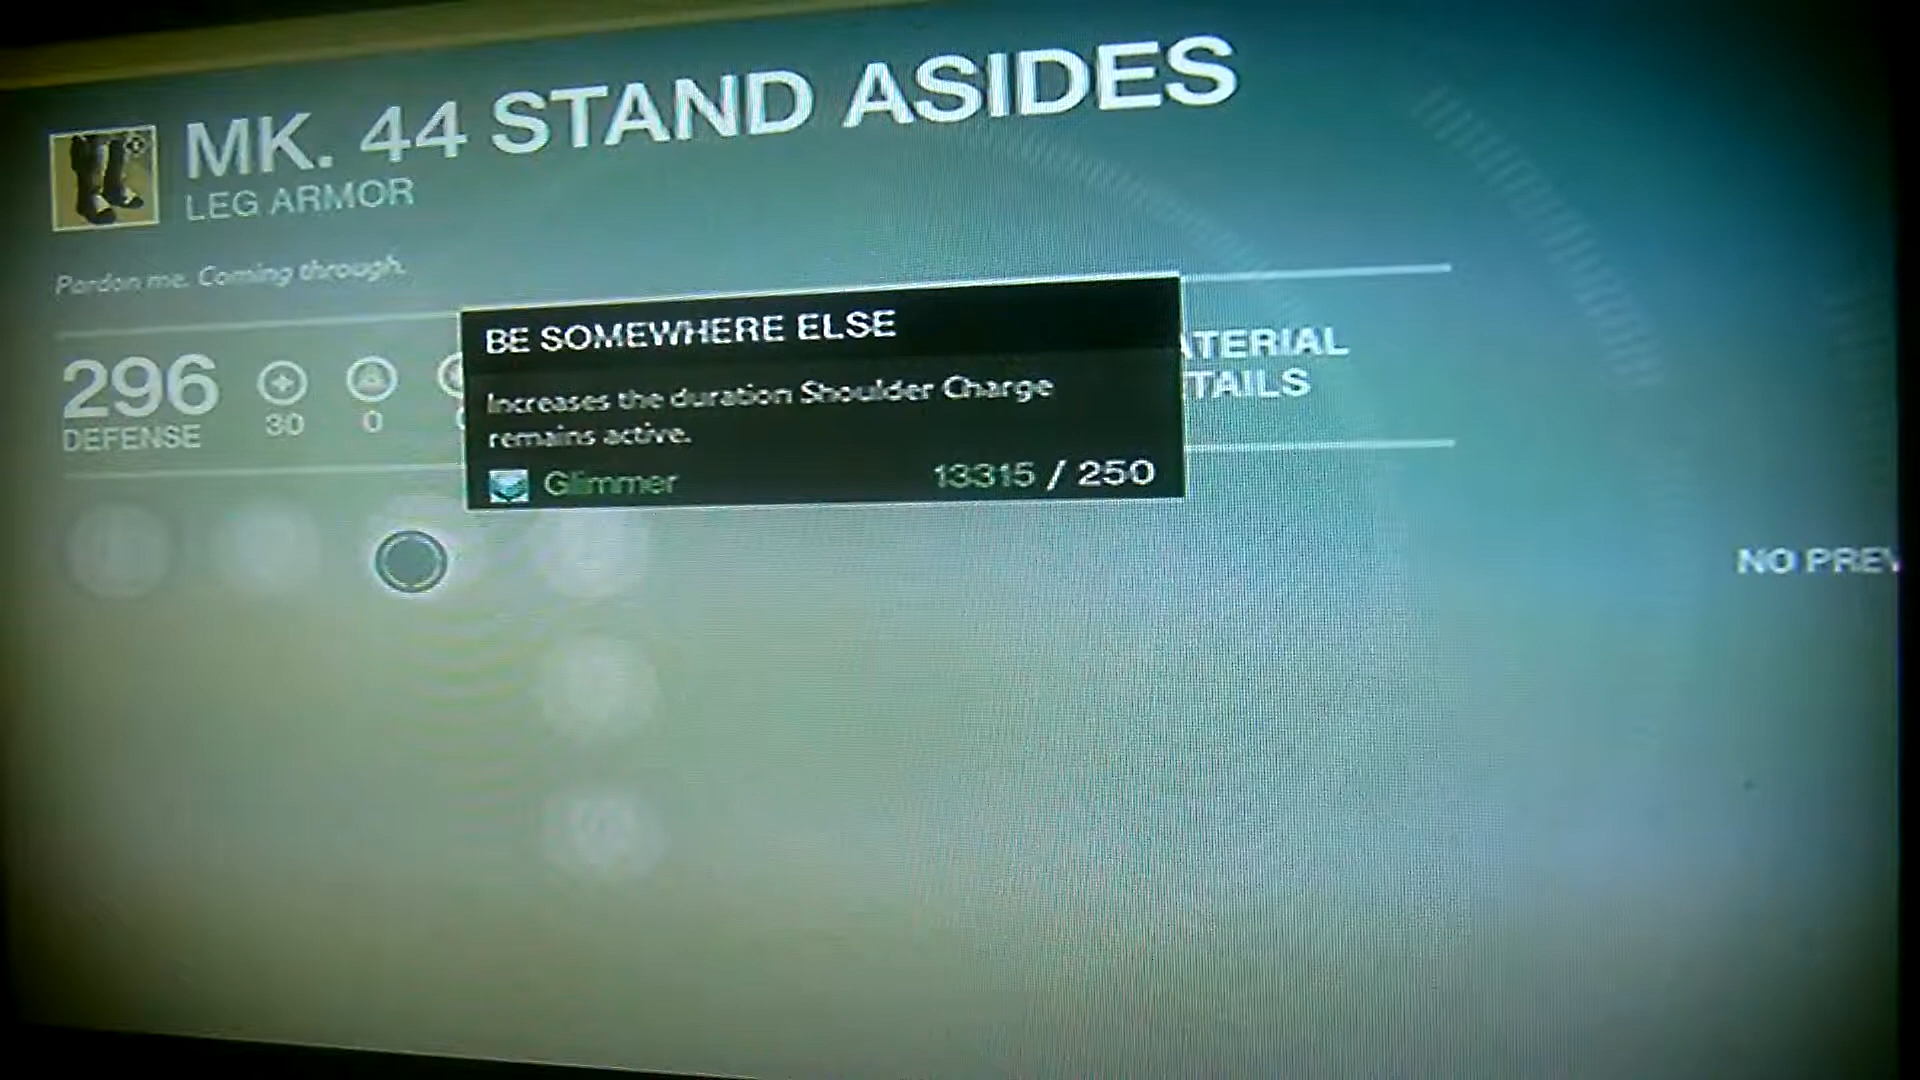 MK. 44 STAND ASIDES
LEG ARMOR
Pardon me. Coming through.
BE SOMEWHERE ELSE
Increases the duration Shoulder Charge
remains active.
Glimmer 13315 / 250
296
DEFENSE
30
0
ATERIAL
TAILS
NO PREV